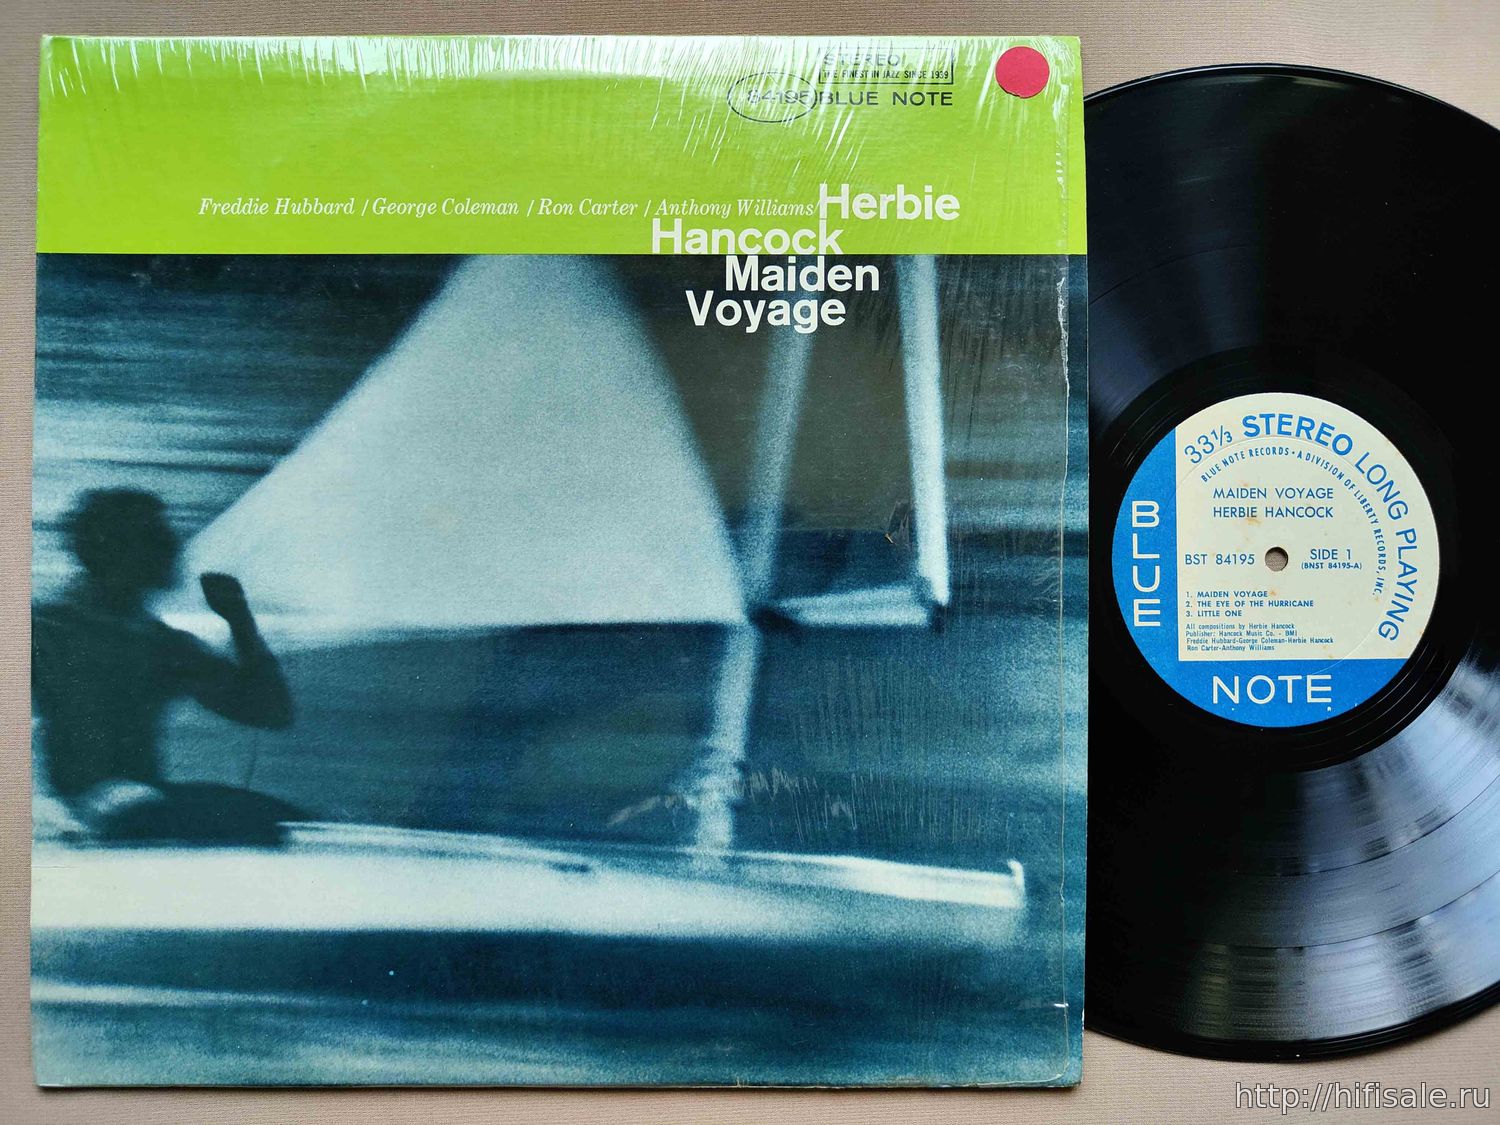 STEREO
THE FINEST IN JAZZ SINCE 1939
84195 BLUE NOTE
Freddie Hubbard / George Coleman / Ron Carter / Anthony Williams/ Herbie
Hancock
Maiden
Voyage
33 1/3 STEREO LONG PLAYING
BLUE NOTE RECORDS • A DIVISION OF LIBERTY RECORDS, INC.
MAIDEN VOYAGE
HERBIE HANCOCK
BST 84195
SIDE 1
(BNST 84195-A)
1. MAIDEN VOYAGE
2. THE EYE OF THE HURRICANE
3. LITTLE ONE
All compositions by Herbie Hancock
Publisher: Hancock Music Co. - BMI
Freddie Hubbard-George Coleman-Herbie Hancock
Ron Carter-Anthony Williams
BLUE
NOTE
R
http://hifisale.ru